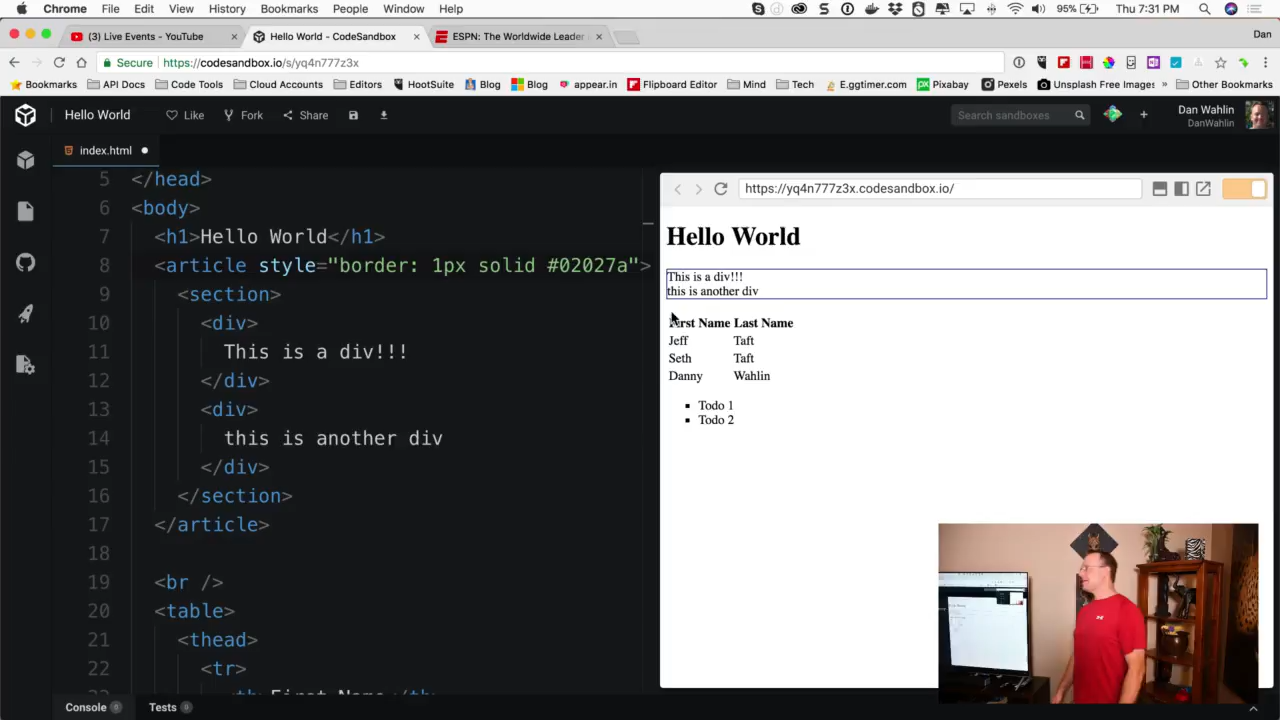 Chrome File Edit View History Bookmarks People Window Help 95% Thu 7:31 PM
(3) Live Events - YouTube × Hello World - CodeSandbox × ESPN: The Worldwide Leader × Dan
Secure https://codesandbox.io/s/yq4n777z3x
Bookmarks API Docs Code Tools Cloud Accounts Editors HootSuite Blog Blog appear.in Flipboard Editor Mind Tech E.ggtimer.com Pixabay Pexels Unsplash Free Images » Other Bookmarks
Hello World Like Fork Share Search sandboxes Dan Wahlin
DanWahlin
index.html
5 </head>
6 <body>
7 <h1>Hello World</h1>
8 <article style="border: 1px solid #02027a">
9 <section>
10 <div>
11 This is a div!!!
12 </div>
13 <div>
14 this is another div
15 </div>
16 </section>
17 </article>
18
19 <br />
20 <table>
21 <thead>
22 <tr>
<th>First Name</th>
https://yq4n777z3x.codesandbox.io/
Hello World
This is a div!!!
this is another div
First Name Last Name
Jeff Taft
Seth Taft
Danny Wahlin
Todo 1
Todo 2
Console 0 Tests 0